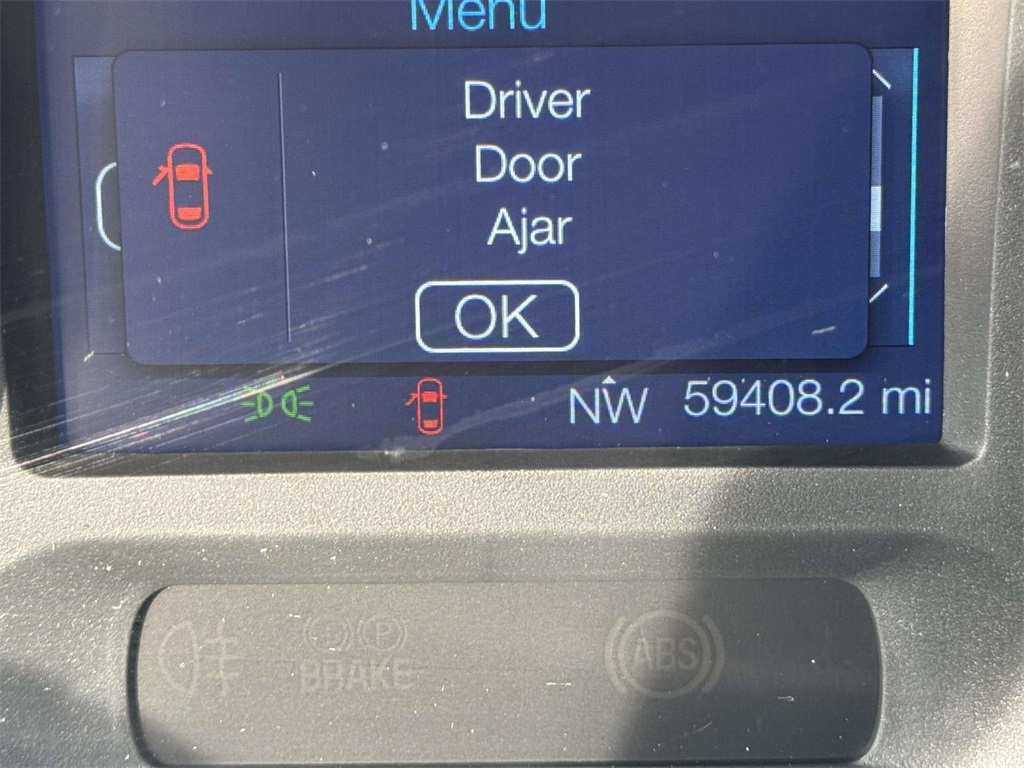 Menu
Driver
Door
Ajar
OK
NW 59408.2 mi
P
BRAKE
ABS